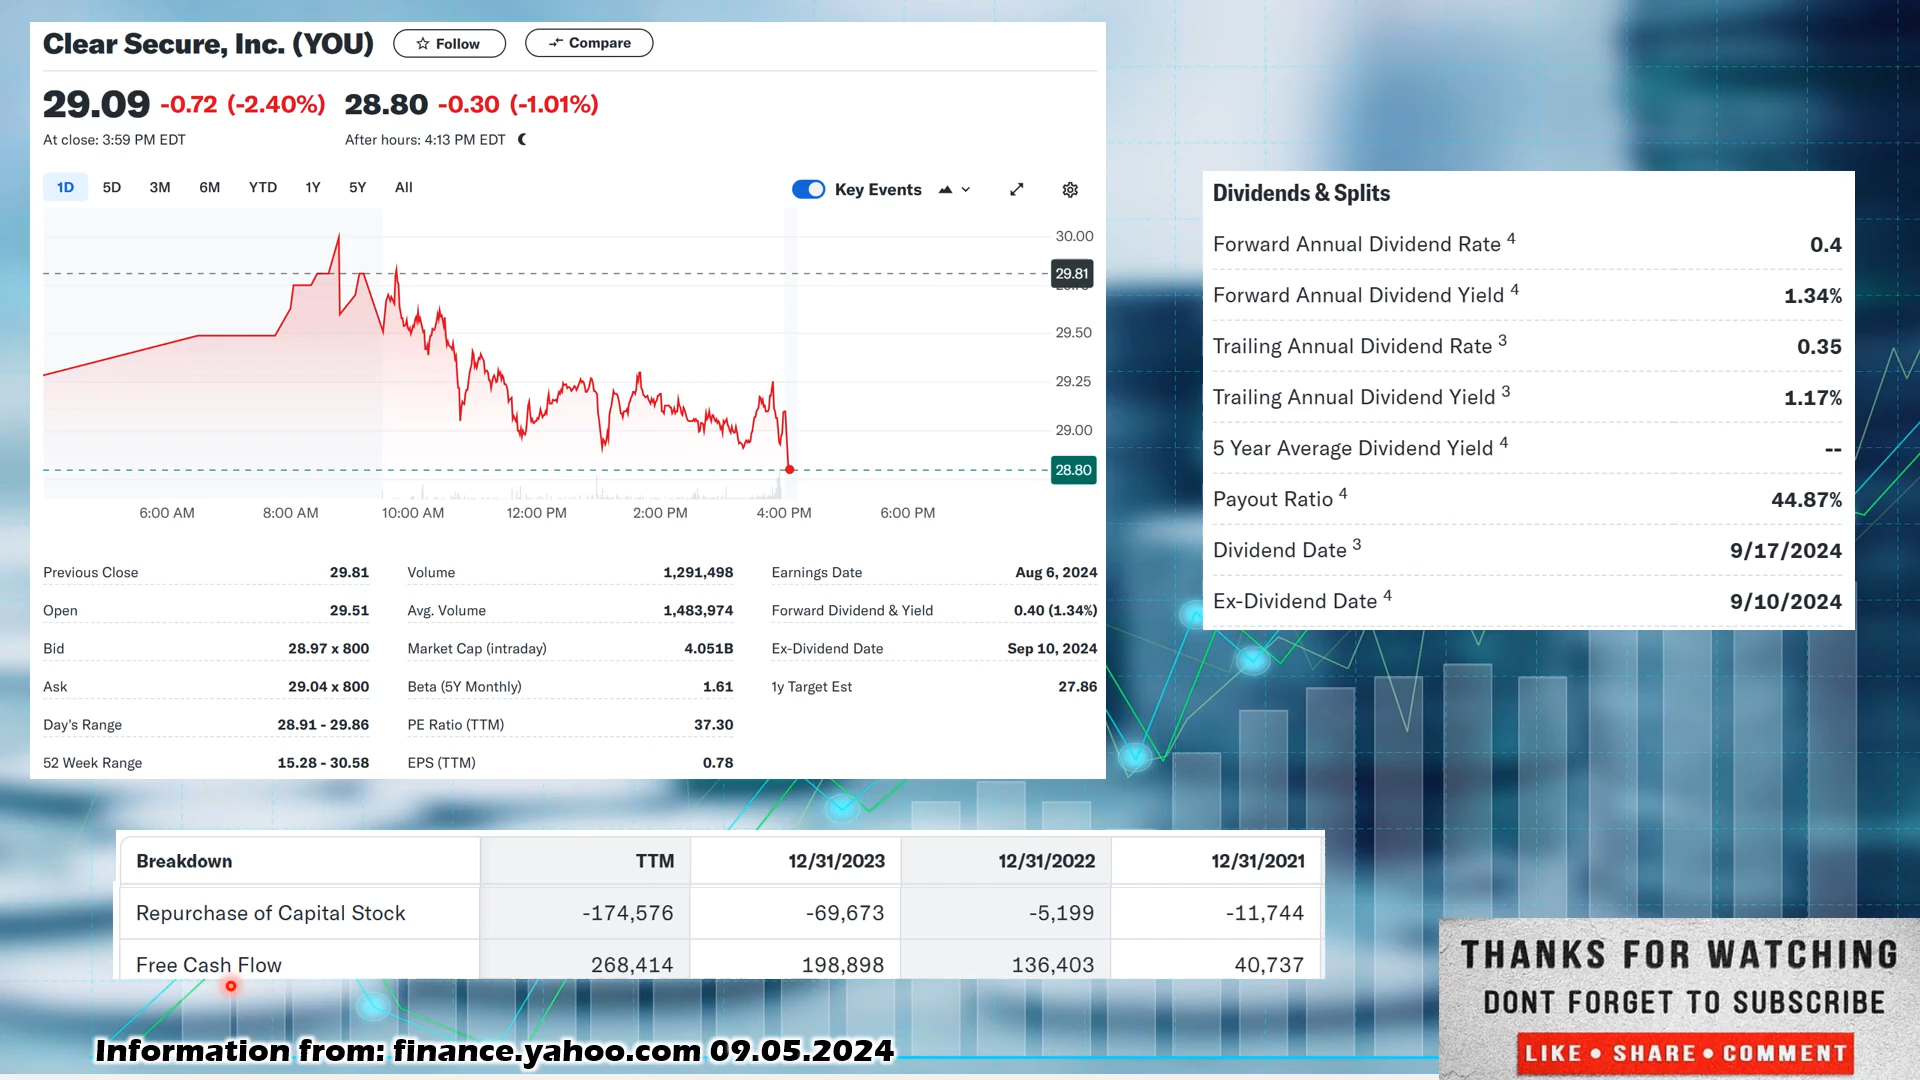 Clear Secure, Inc. (YOU) Follow Compare
29.09 -0.72 (-2.40%) 28.80 -0.30 (-1.01%)
At close: 3:59 PM EDT After hours: 4:13 PM EDT
1D 5D 3M 6M YTD 1Y 5Y All Key Events
30.00
29.81
29.50
29.25
29.00
28.80
6:00 AM 8:00 AM 10:00 AM 12:00 PM 2:00 PM 4:00 PM 6:00 PM
Previous Close 29.81 Volume 1,291,498 Earnings Date Aug 6, 2024
Open 29.51 Avg. Volume 1,483,974 Forward Dividend & Yield 0.40 (1.34%)
Bid 28.97 x 800 Market Cap (intraday) 4.051B Ex-Dividend Date Sep 10, 2024
Ask 29.04 x 800 Beta (5Y Monthly) 1.61 1y Target Est 27.86
Day's Range 28.91 - 29.86 PE Ratio (TTM) 37.30
52 Week Range 15.28 - 30.58 EPS (TTM) 0.78
Dividends & Splits
Forward Annual Dividend Rate 4 0.4
Forward Annual Dividend Yield 4 1.34%
Trailing Annual Dividend Rate 3 0.35
Trailing Annual Dividend Yield 3 1.17%
5 Year Average Dividend Yield 4 --
Payout Ratio 4 44.87%
Dividend Date 3 9/17/2024
Ex-Dividend Date 4 9/10/2024
Breakdown TTM 12/31/2023 12/31/2022 12/31/2021
Repurchase of Capital Stock -174,576 -69,673 -5,199 -11,744
Free Cash Flow 268,414 198,898 136,403 40,737
Information from: finance.yahoo.com 09.05.2024
THANKS FOR WATCHING
DONT FORGET TO SUBSCRIBE
LIKE • SHARE • COMMENT